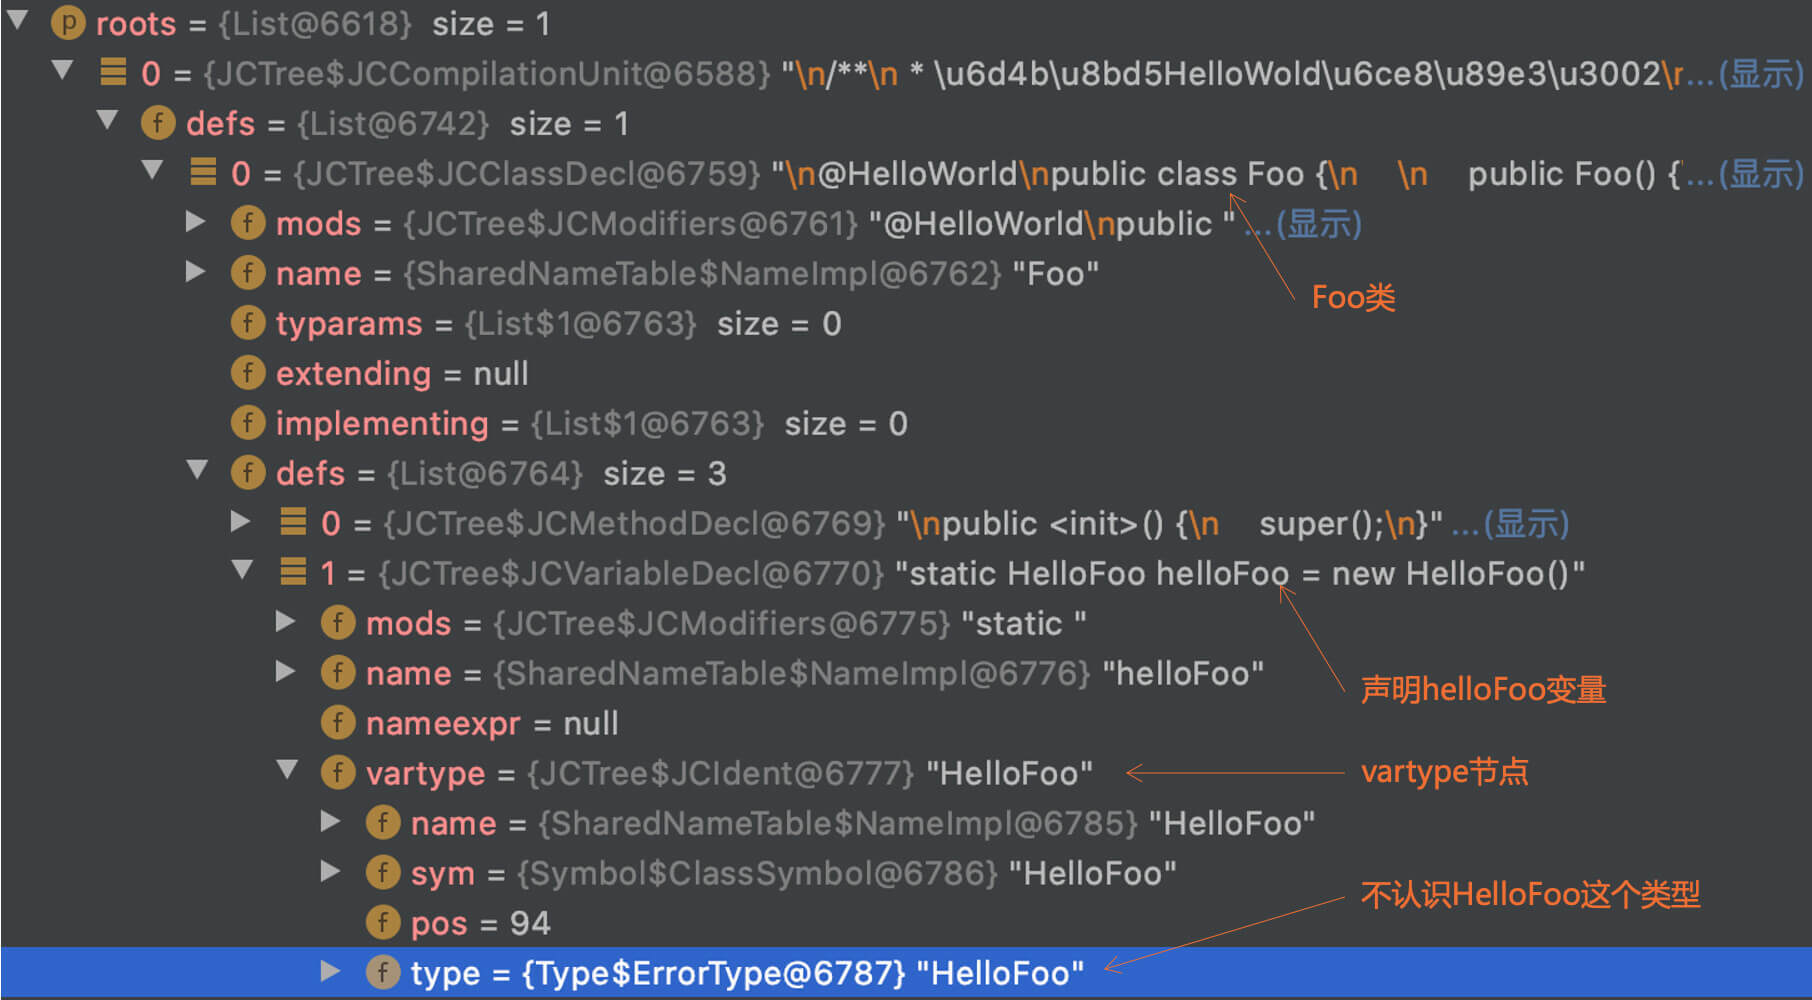 p roots = {List@6618} size = 1
0 = {JCTree$JCCompilationUnit@6588} "\n/**\n * \u6d4b\u8bd5HelloWold\u6ce8\u89e3\u3002\r...(显示)
f defs = {List@6742} size = 1
0 = {JCTree$JCClassDecl@6759} "\n@HelloWorld\npublic class Foo {\n    \n    public Foo() {'...(显示)
f mods = {JCTree$JCModifiers@6761} "@HelloWorld\npublic " ...(显示)
f name = {SharedNameTable$NameImpl@6762} "Foo"
Foo类
f typarams = {List$1@6763} size = 0
f extending = null
f implementing = {List$1@6763} size = 0
f defs = {List@6764} size = 3
0 = {JCTree$JCMethodDecl@6769} "\npublic <init>() {\n    super();\n}" ...(显示)
1 = {JCTree$JCVariableDecl@6770} "static HelloFoo helloFoo = new HelloFoo()"
f mods = {JCTree$JCModifiers@6775} "static "
f name = {SharedNameTable$NameImpl@6776} "helloFoo"
声明helloFoo变量
f nameexpr = null
f vartype = {JCTree$JCIdent@6777} "HelloFoo"
vartype节点
f name = {SharedNameTable$NameImpl@6785} "HelloFoo"
f sym = {Symbol$ClassSymbol@6786} "HelloFoo"
不认识HelloFoo这个类型
f pos = 94
f type = {Type$ErrorType@6787} "HelloFoo"